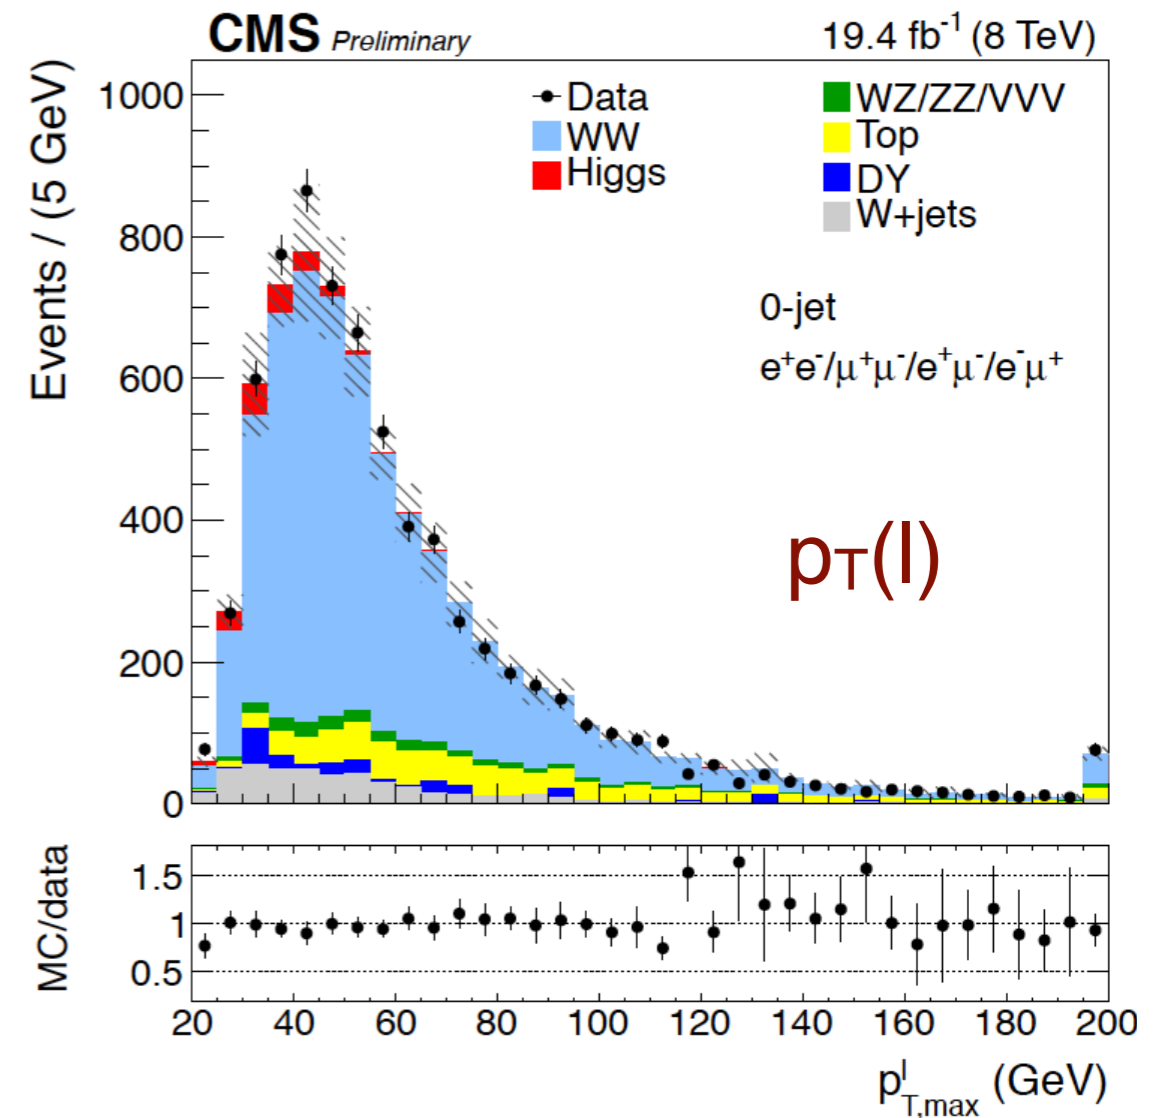 CMS Preliminary 19.4 fb⁻¹ (8 TeV)
Events / (5 GeV)
1000
800
600
400
200
0
Data
WW
Higgs
WZ/ZZ/VVV
Top
DY
W+jets
0-jet
e⁺e⁻/μ⁺μ⁻/e⁺μ⁻/e⁻μ⁺
pT(l)
MC/data
1.5
1
0.5
20 40 60 80 100 120 140 160 180 200
p^l_T,max (GeV)